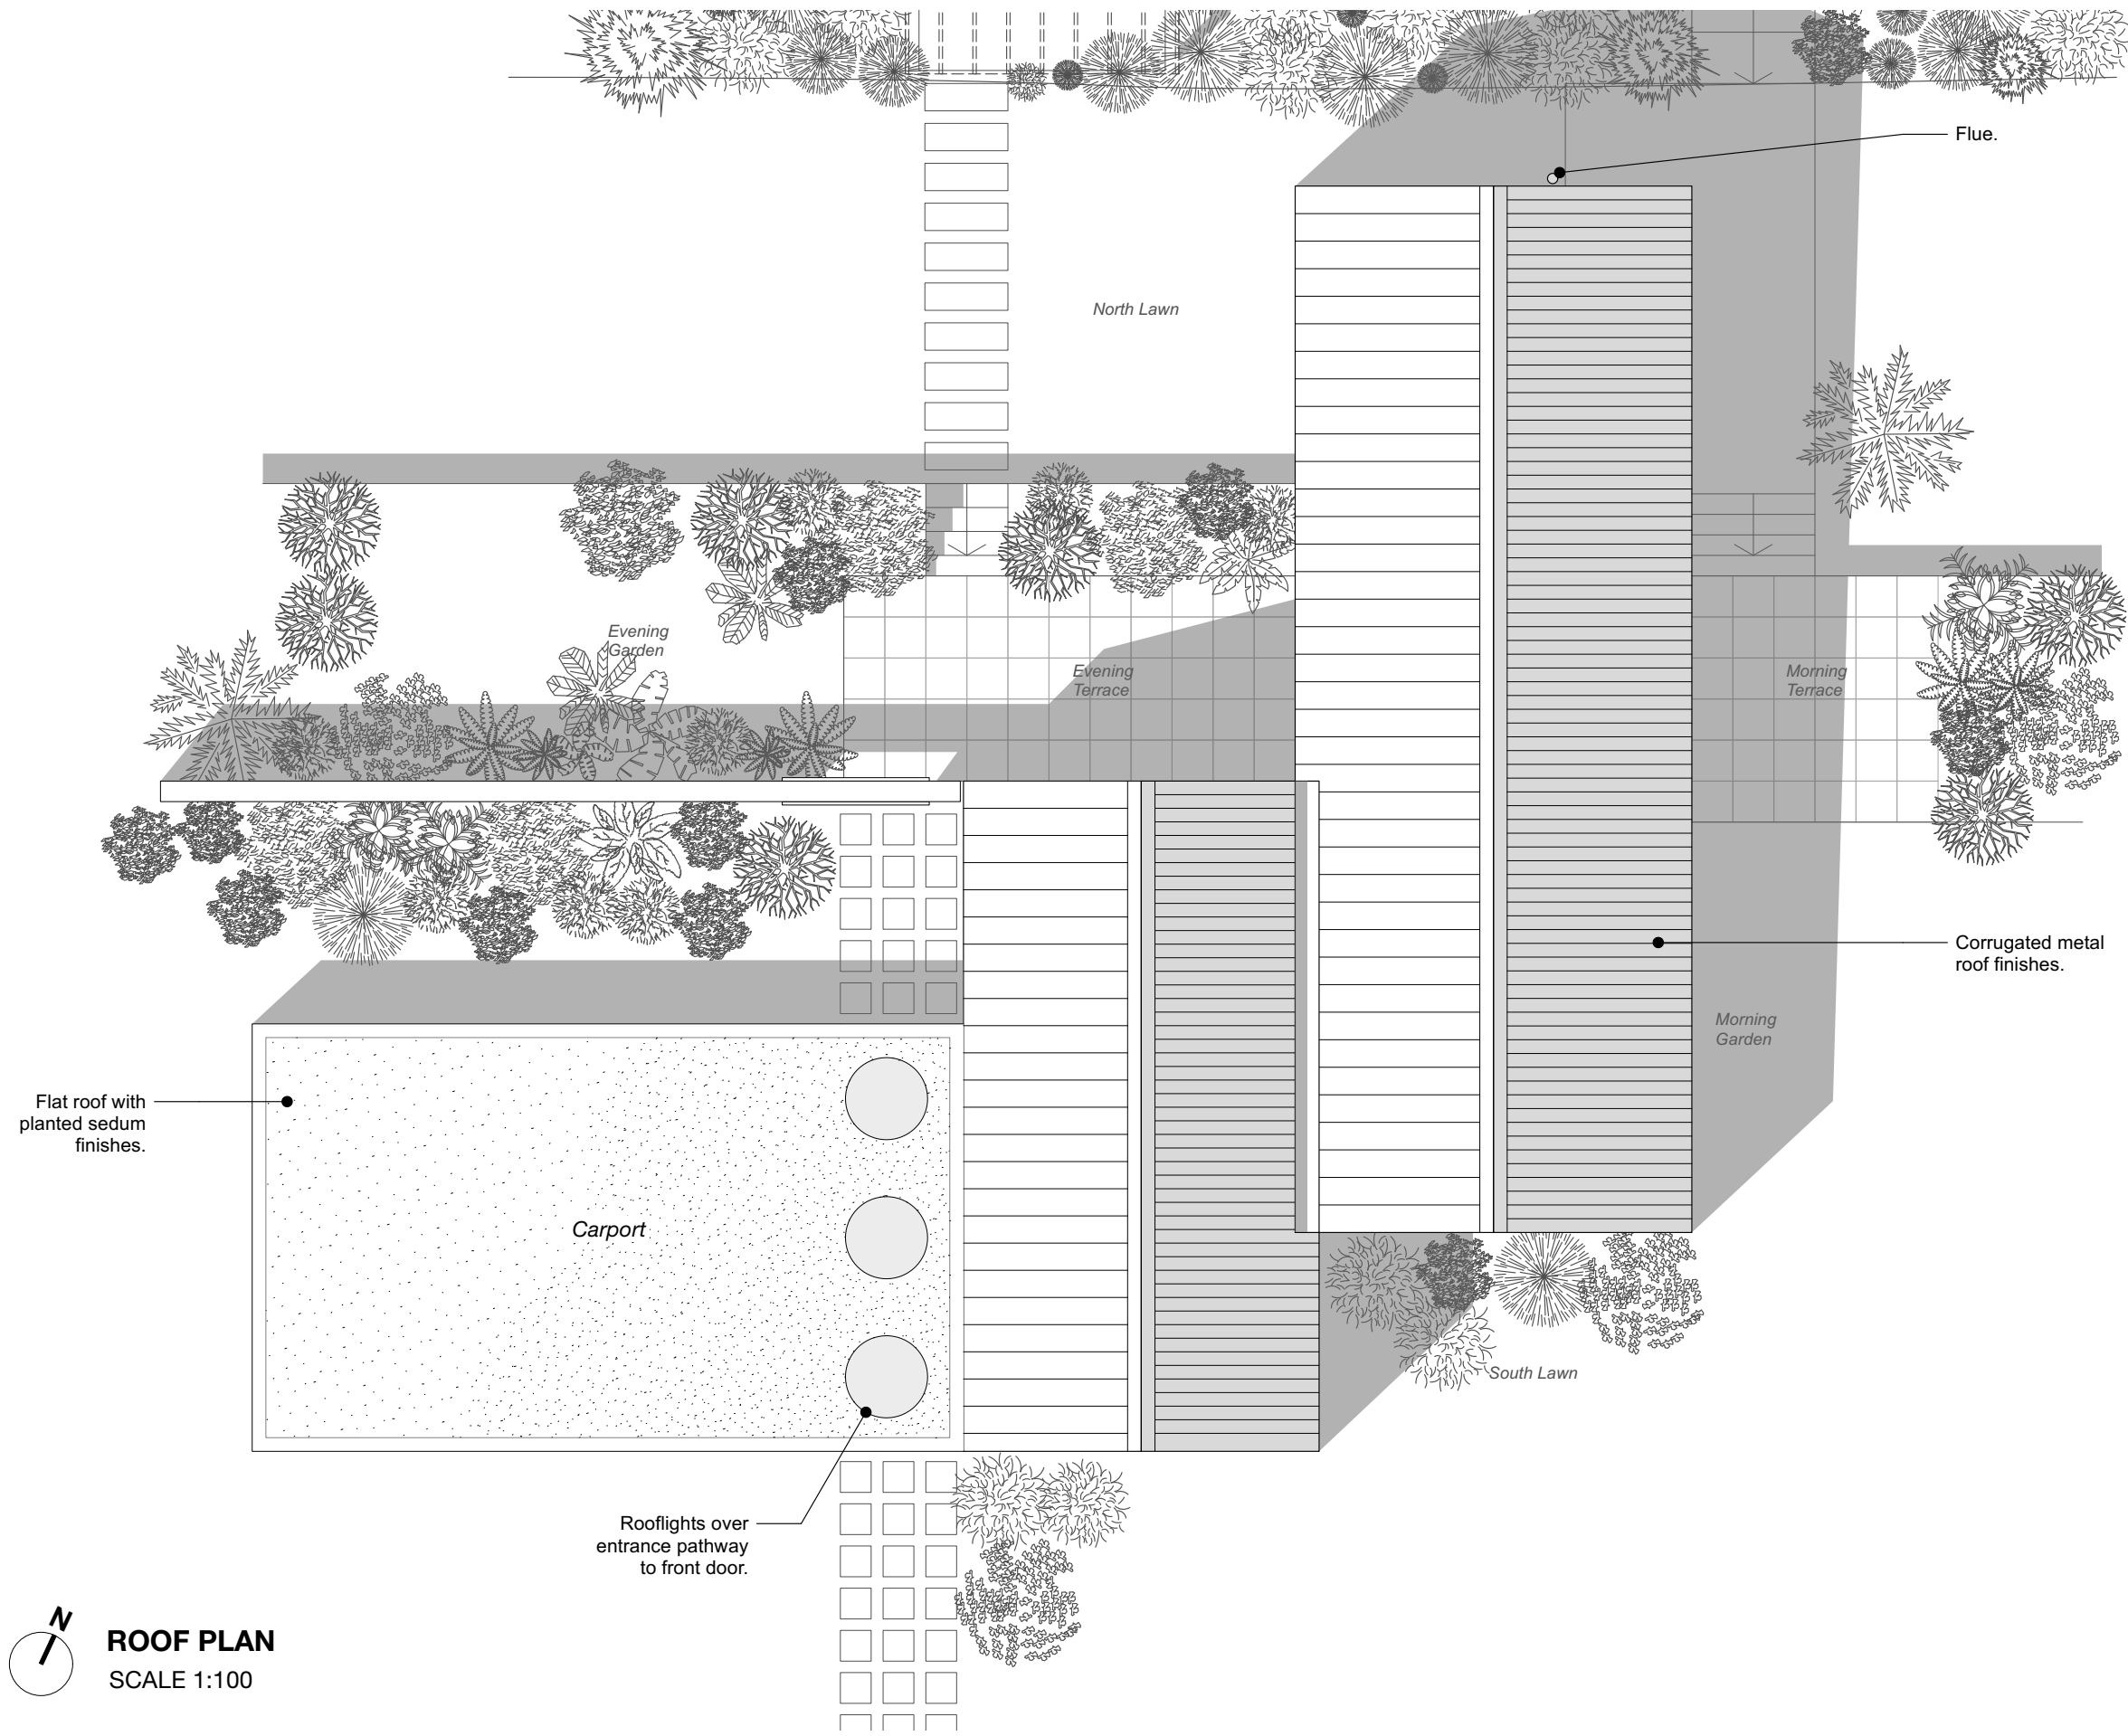 Flue.
North Lawn
Evening
Garden
Evening
Terrace
Morning
Terrace
Corrugated metal
roof finishes.
Morning
Garden
Flat roof with
planted sedum
finishes.
Carport
South Lawn
Rooflights over
entrance pathway
to front door.
N
ROOF PLAN
SCALE 1:100